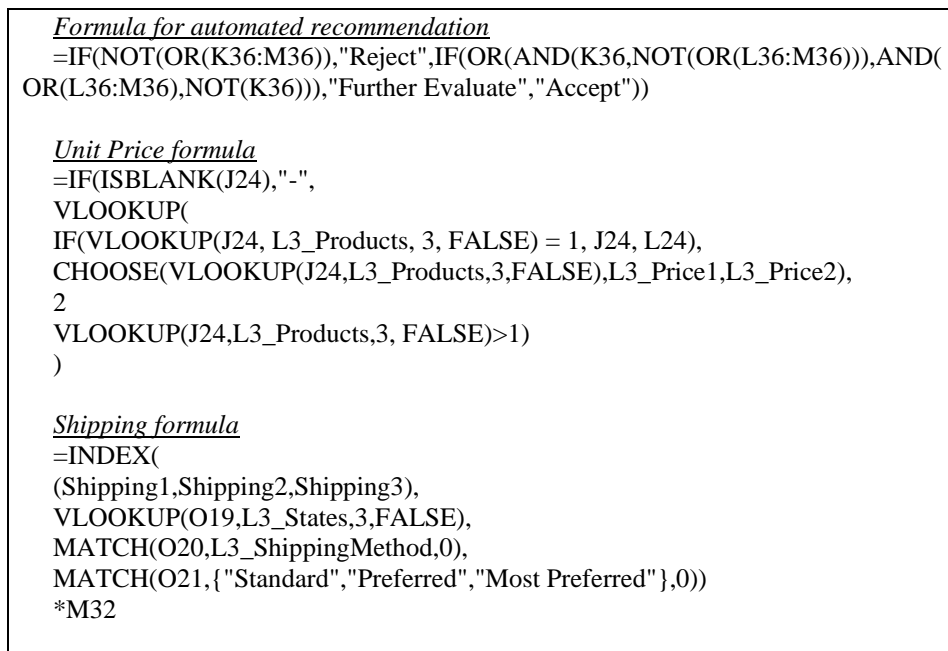 Formula for automated recommendation
=IF(NOT(OR(K36:M36)),"Reject",IF(OR(AND(K36,NOT(OR(L36:M36))),AND(
OR(L36:M36),NOT(K36))),"Further Evaluate","Accept"))
Unit Price formula
=IF(ISBLANK(J24),"-",
VLOOKUP(
IF(VLOOKUP(J24, L3_Products, 3, FALSE) = 1, J24, L24),
CHOOSE(VLOOKUP(J24,L3_Products,3,FALSE),L3_Price1,L3_Price2),
2
VLOOKUP(J24,L3_Products,3, FALSE)>1)
)
Shipping formula
=INDEX(
(Shipping1,Shipping2,Shipping3),
VLOOKUP(O19,L3_States,3,FALSE),
MATCH(O20,L3_ShippingMethod,0),
MATCH(O21,{"Standard","Preferred","Most Preferred"},0))
*M32